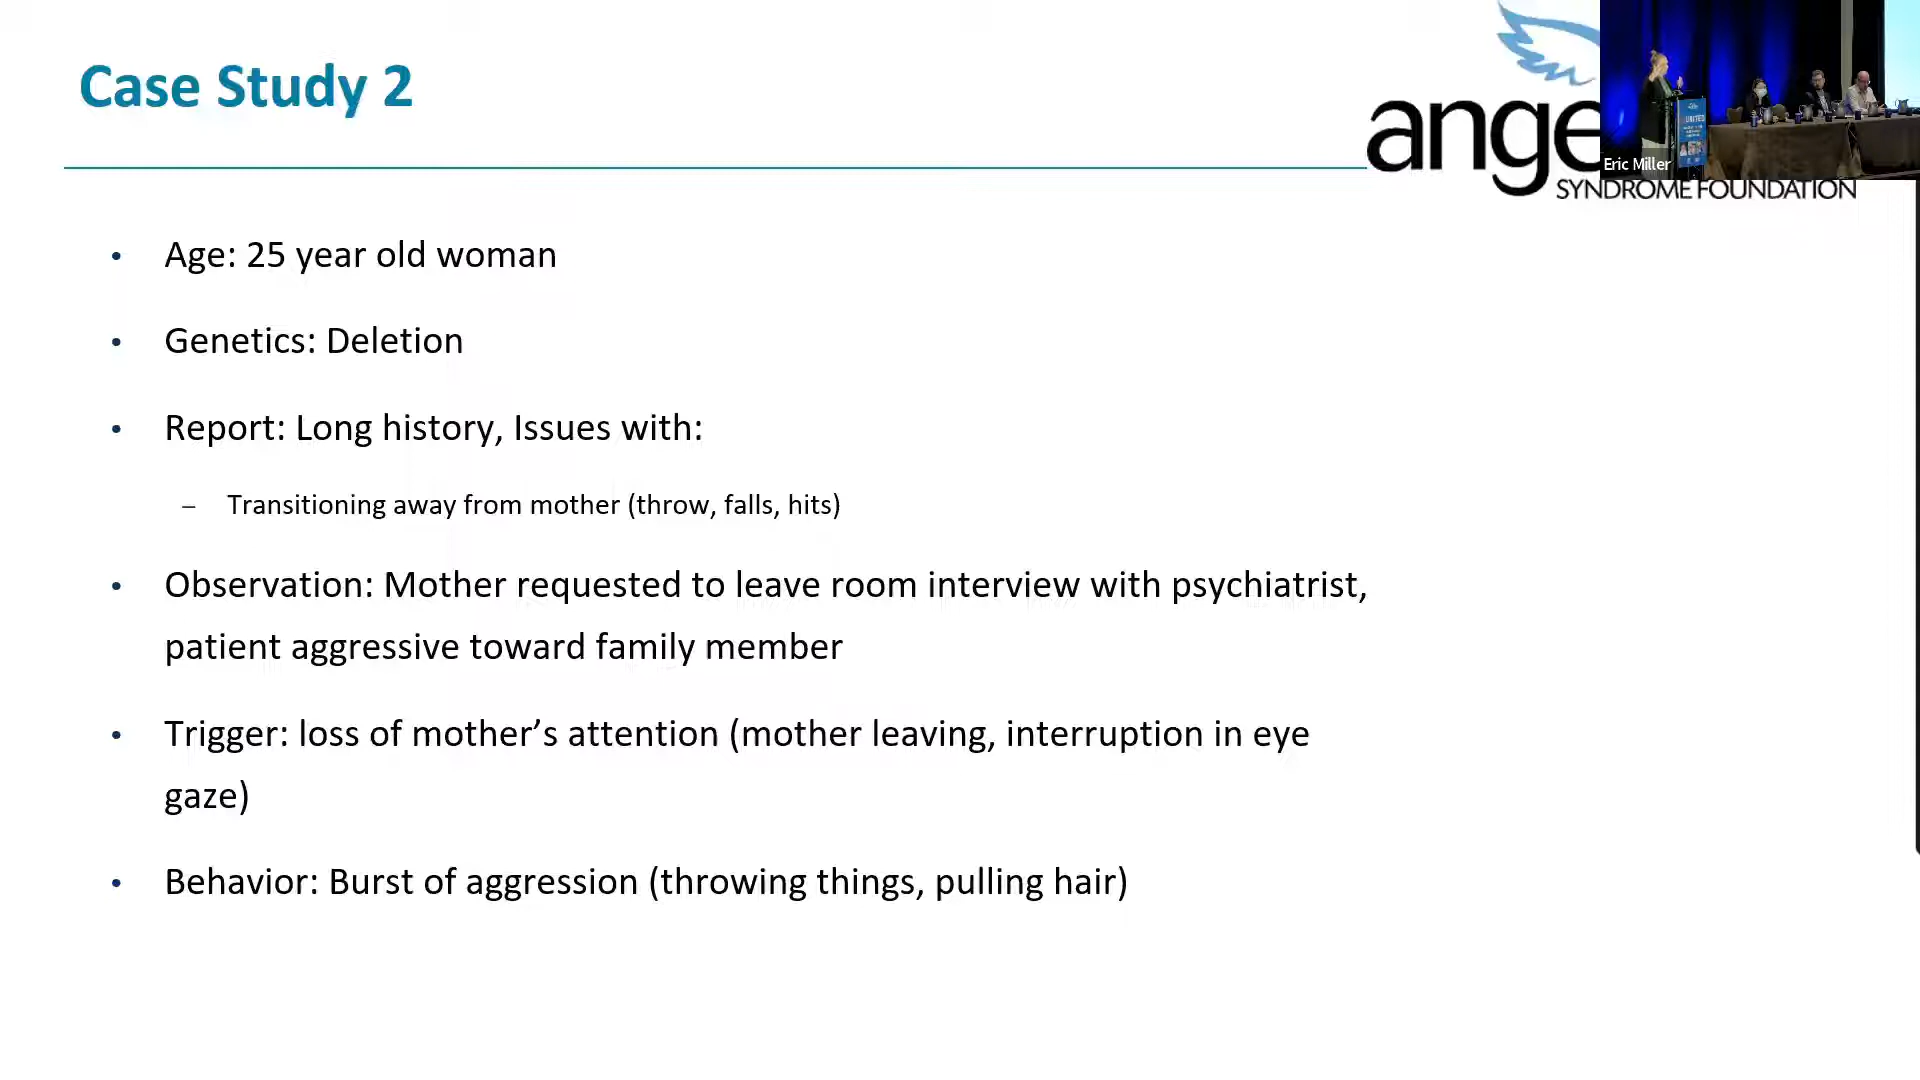 Case Study 2
ange
SYNDROME FOUNDATION
UNITED
Eric Miller
• Age: 25 year old woman
• Genetics: Deletion
• Report: Long history, Issues with:
– Transitioning away from mother (throw, falls, hits)
• Observation: Mother requested to leave room interview with psychiatrist,
patient aggressive toward family member
• Trigger: loss of mother’s attention (mother leaving, interruption in eye
gaze)
• Behavior: Burst of aggression (throwing things, pulling hair)